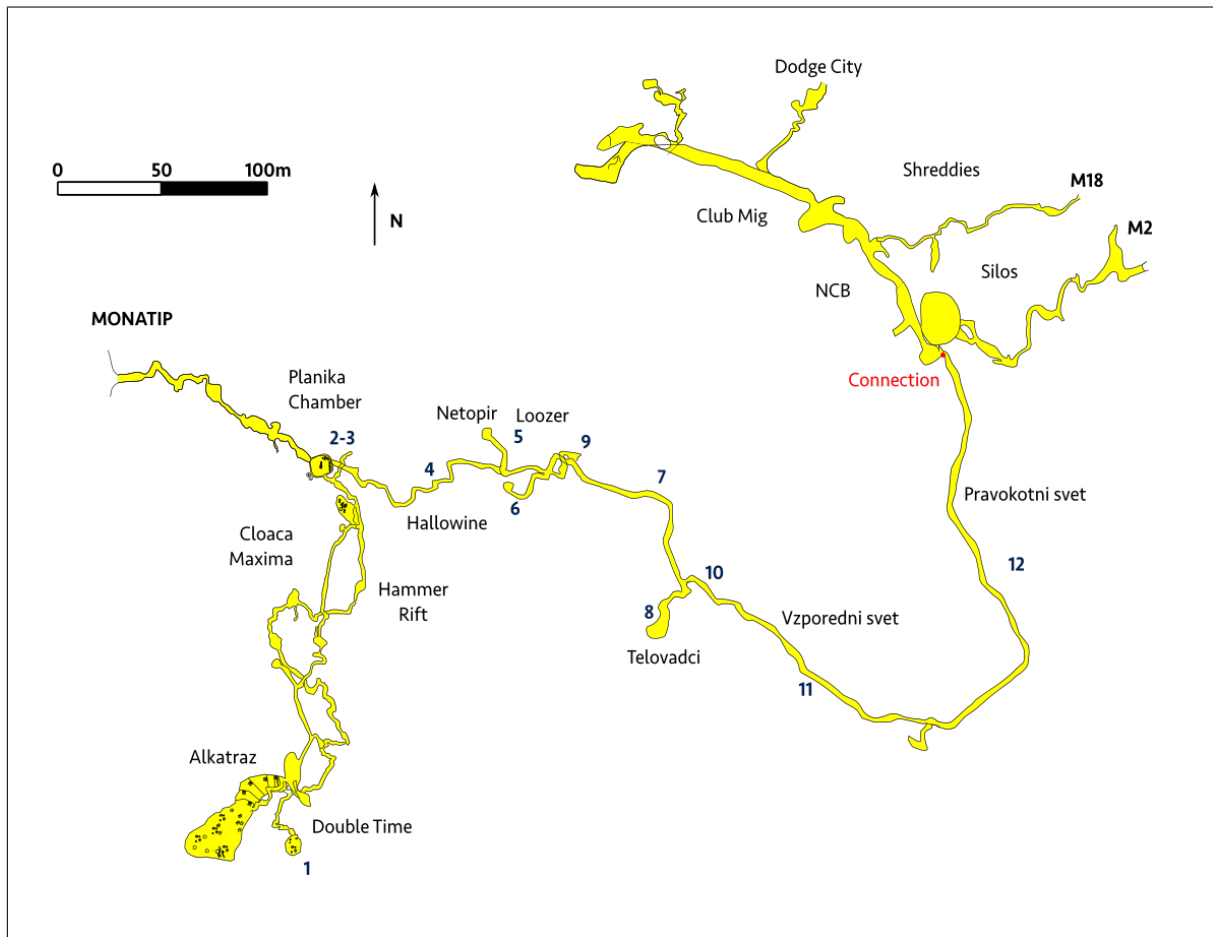 Dodge City
0 50 100m
Shreddies
M18
N
Club Mig
M2
Silos
NCB
MONATIP
Planika
Chamber
Connection
Netopir
Loozer
2-3
5
9
4
7
6
Hallowine
Pravokotni svet
Cloaca
Maxima
Hammer
Rift
10
12
8
Vzporedni svet
Telovadci
11
Alkatraz
Double Time
1